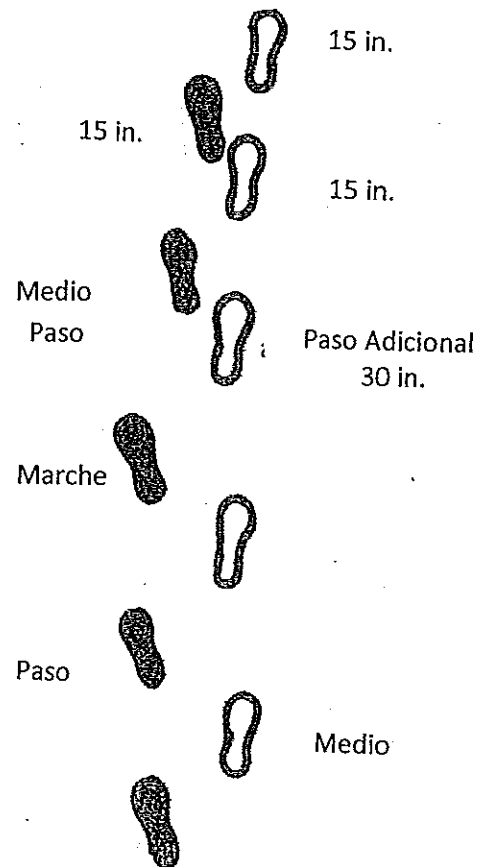 15 in.
15 in.
15 in.
Medio
Paso
Paso Adicional
30 in.
Marche
Paso
Medio